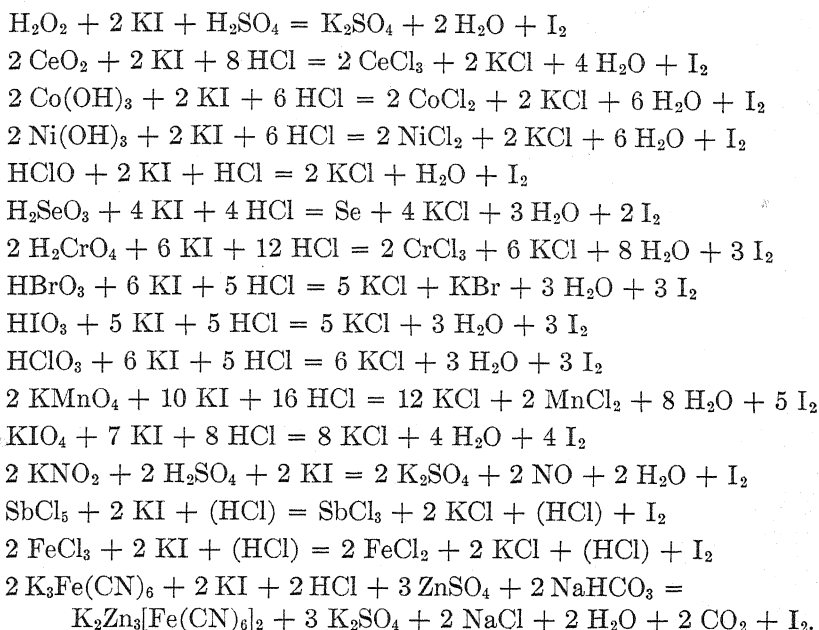 H₂O₂ + 2 KI + H₂SO₄ = K₂SO₄ + 2 H₂O + I₂
2 CeO₂ + 2 KI + 8 HCl = 2 CeCl₃ + 2 KCl + 4 H₂O + I₂
2 Co(OH)₃ + 2 KI + 6 HCl = 2 CoCl₂ + 2 KCl + 6 H₂O + I₂
2 Ni(OH)₃ + 2 KI + 6 HCl = 2 NiCl₂ + 2 KCl + 6 H₂O + I₂
HClO + 2 KI + HCl = 2 KCl + H₂O + I₂
H₂SeO₃ + 4 KI + 4 HCl = Se + 4 KCl + 3 H₂O + 2 I₂
2 H₂CrO₄ + 6 KI + 12 HCl = 2 CrCl₃ + 6 KCl + 8 H₂O + 3 I₂
HBrO₃ + 6 KI + 5 HCl = 5 KCl + KBr + 3 H₂O + 3 I₂
HIO₃ + 5 KI + 5 HCl = 5 KCl + 3 H₂O + 3 I₂
HClO₃ + 6 KI + 5 HCl = 6 KCl + 3 H₂O + 3 I₂
2 KMnO₄ + 10 KI + 16 HCl = 12 KCl + 2 MnCl₂ + 8 H₂O + 5 I₂
KIO₄ + 7 KI + 8 HCl = 8 KCl + 4 H₂O + 4 I₂
2 KNO₂ + 2 H₂SO₄ + 2 KI = 2 K₂SO₄ + 2 NO + 2 H₂O + I₂
SbCl₅ + 2 KI + (HCl) = SbCl₃ + 2 KCl + (HCl) + I₂
2 FeCl₃ + 2 KI + (HCl) = 2 FeCl₂ + 2 KCl + (HCl) + I₂
2 K₃Fe(CN)₆ + 2 KI + 2 HCl + 3 ZnSO₄ + 2 NaHCO₃ =
K₂Zn₃[Fe(CN)₆]₂ + 3 K₂SO₄ + 2 NaCl + 2 H₂O + 2 CO₂ + I₂.